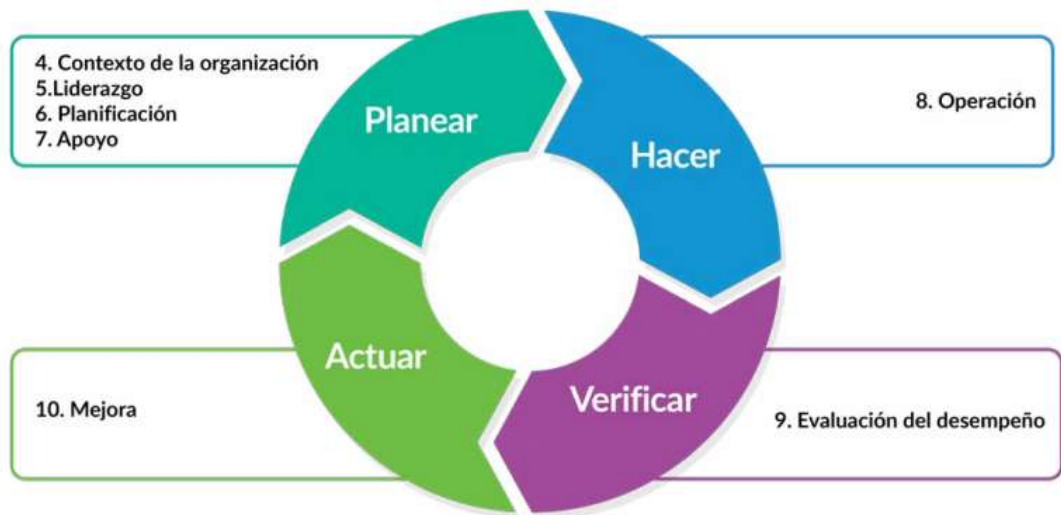 4. Contexto de la organización
5.Liderazgo
6. Planificación
7. Apoyo
Planear
Hacer
8. Operación
10. Mejora
Actuar
Verificar
9. Evaluación del desempeño